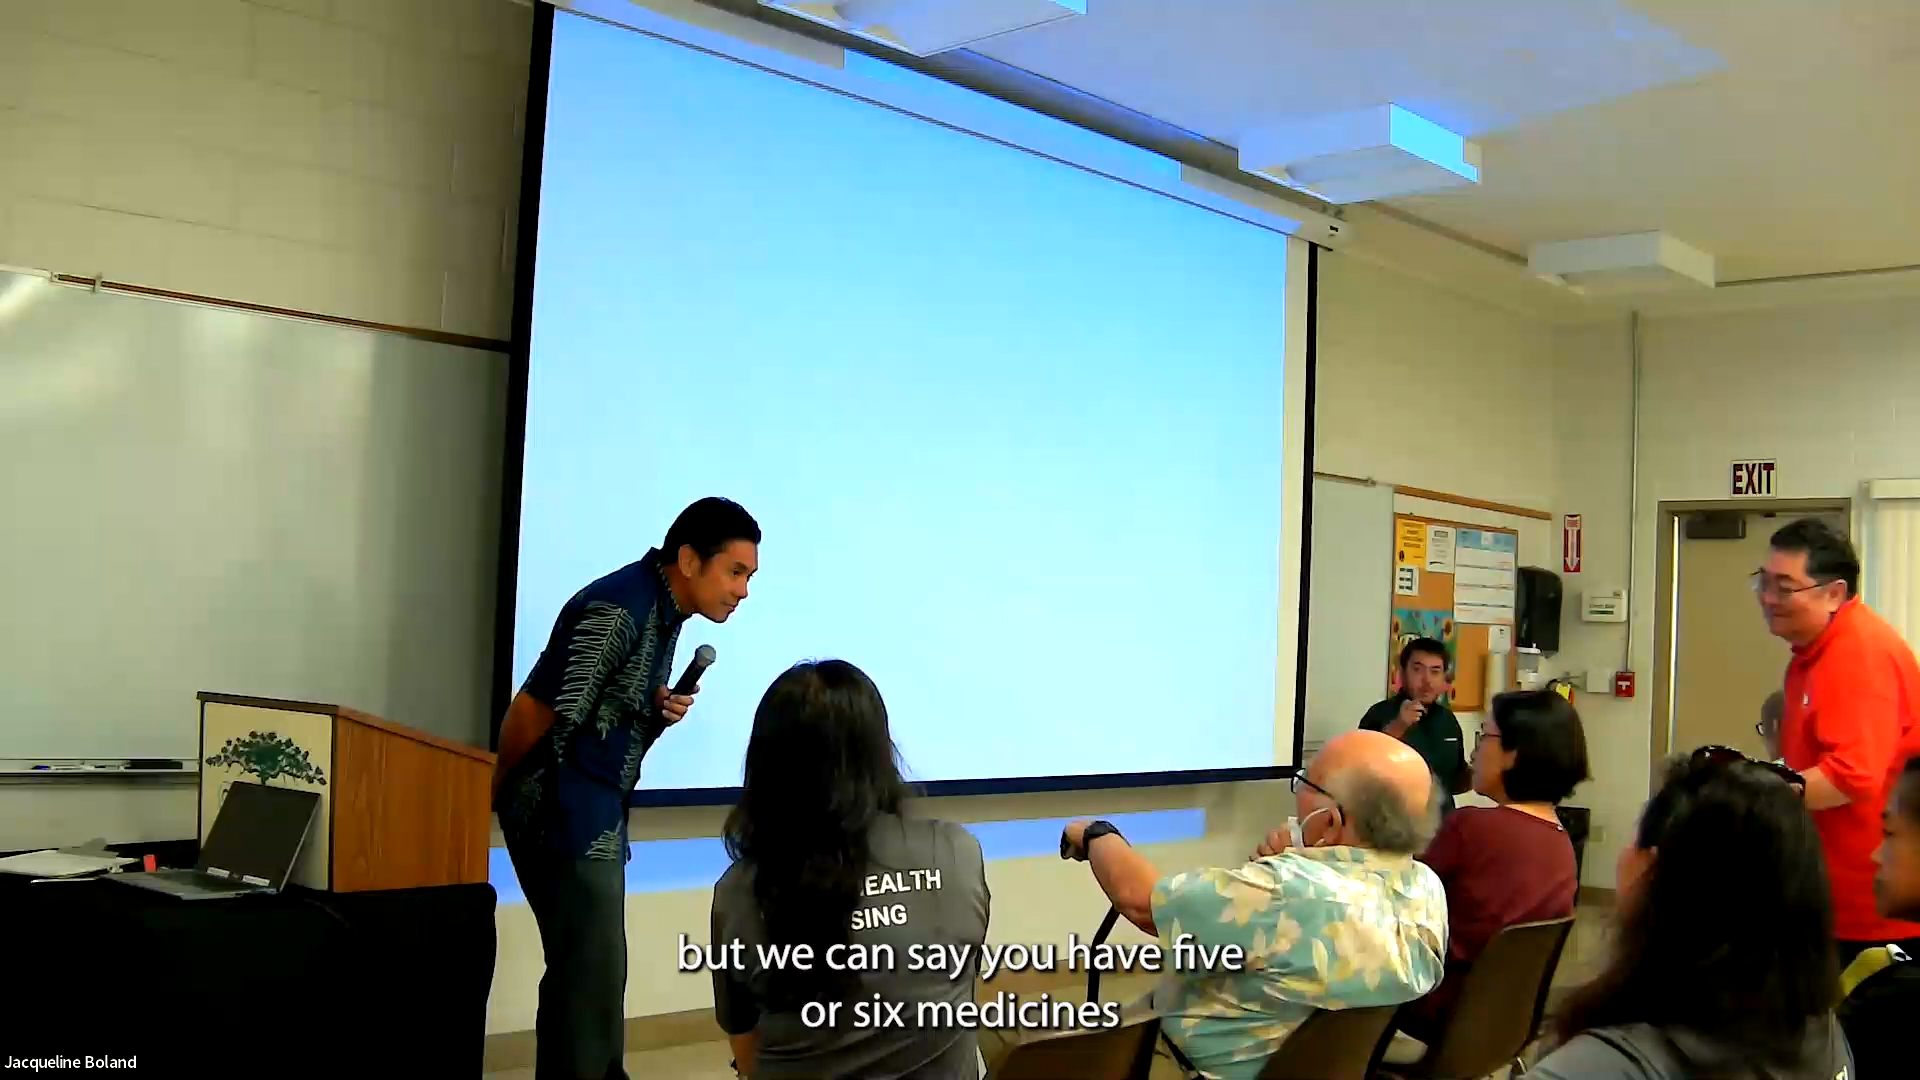 EXIT
EALTH
SING
but we can say you have five
or six medicines
Jacqueline Boland